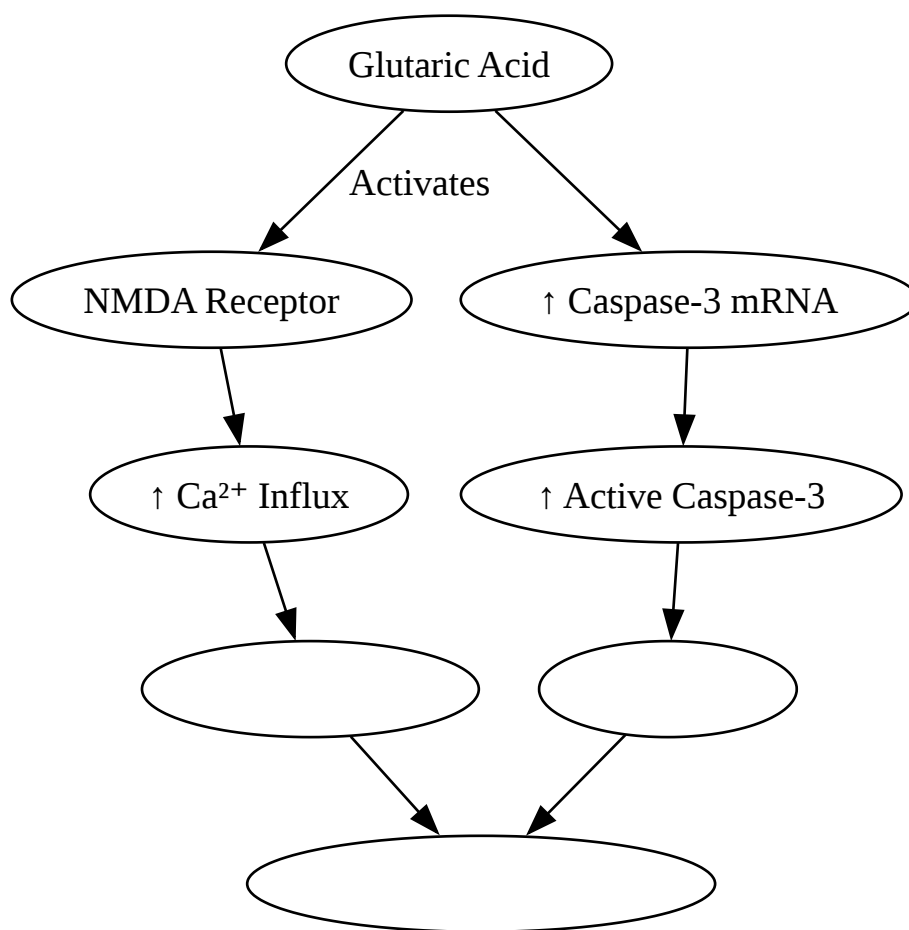 Glutaric Acid
Activates
NMDA Receptor
↑ Caspase-3 mRNA
↑ Ca²⁺ Influx
↑ Active Caspase-3